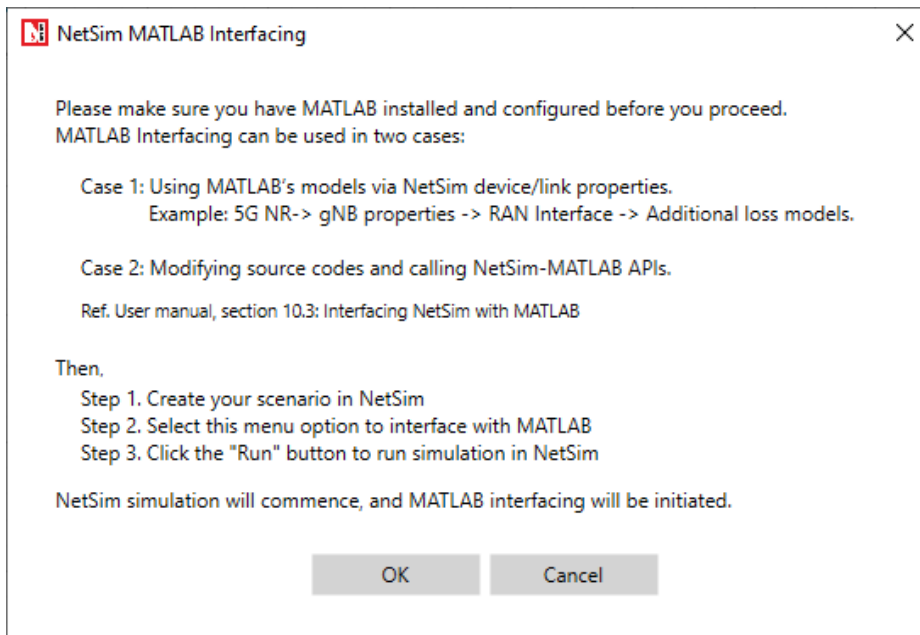 NetSim MATLAB Interfacing
Please make sure you have MATLAB installed and configured before you proceed.
MATLAB Interfacing can be used in two cases:
Case 1: Using MATLAB's models via NetSim device/link properties.
Example: 5G NR-> gNB properties -> RAN Interface -> Additional loss models.
Case 2: Modifying source codes and calling NetSim-MATLAB APIs.
Ref. User manual, section 10.3: Interfacing NetSim with MATLAB
Then,
Step 1. Create your scenario in NetSim
Step 2. Select this menu option to interface with MATLAB
Step 3. Click the "Run" button to run simulation in NetSim
NetSim simulation will commence, and MATLAB interfacing will be initiated.
OK
Cancel